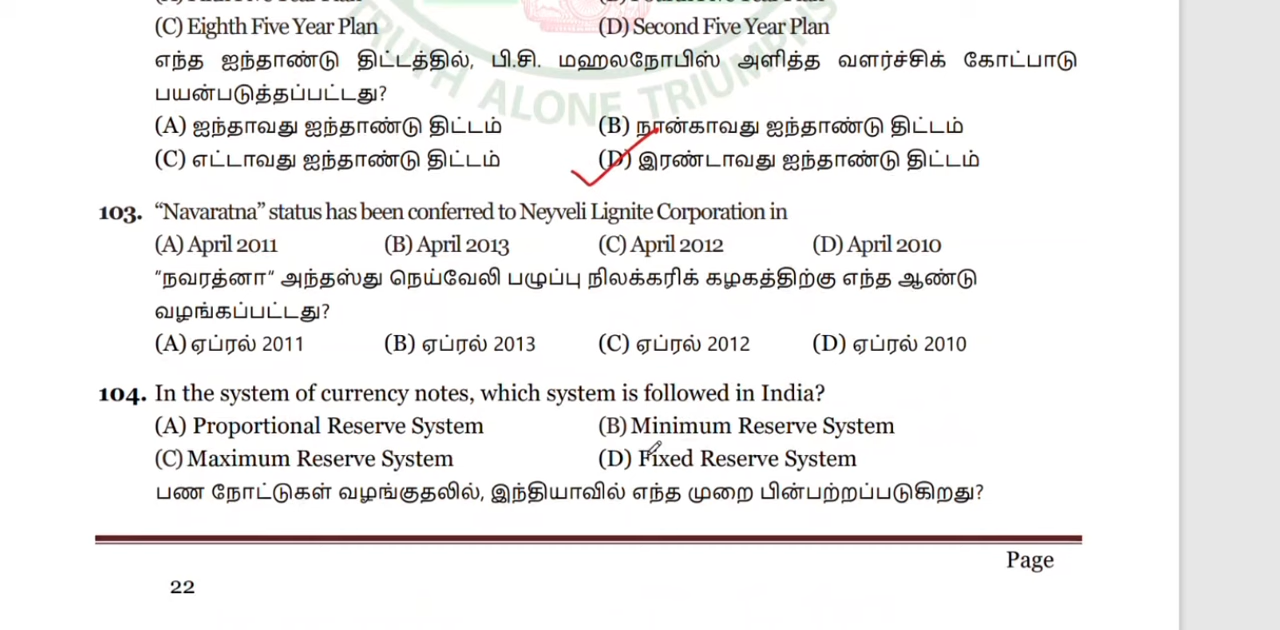 (C) Eighth Five Year Plan (D) Second Five Year Plan
எந்த ஐந்தாண்டு திட்டத்தில், பி.சி. மஹலநோபிஸ் அளித்த வளர்ச்சிக் கோட்பாடு
பயன்படுத்தப்பட்டது?
(A) ஐந்தாவது ஐந்தாண்டு திட்டம் (B) நான்காவது ஐந்தாண்டு திட்டம்
(C) எட்டாவது ஐந்தாண்டு திட்டம் (D) இரண்டாவது ஐந்தாண்டு திட்டம்
TRUTH ALONE TRIUMPHS
103. “Navaratna” status has been conferred to Neyveli Lignite Corporation in
(A) April 2011 (B) April 2013 (C) April 2012 (D) April 2010
"நவரத்னா" அந்தஸ்து நெய்வேலி பழுப்பு நிலக்கரிக் கழகத்திற்கு எந்த ஆண்டு
வழங்கப்பட்டது?
(A) ஏப்ரல் 2011 (B) ஏப்ரல் 2013 (C) ஏப்ரல் 2012 (D) ஏப்ரல் 2010
104. In the system of currency notes, which system is followed in India?
(A) Proportional Reserve System (B) Minimum Reserve System
(C) Maximum Reserve System (D) Fixed Reserve System
பண நோட்டுகள் வழங்குதலில், இந்தியாவில் எந்த முறை பின்பற்றப்படுகிறது?
Page
22